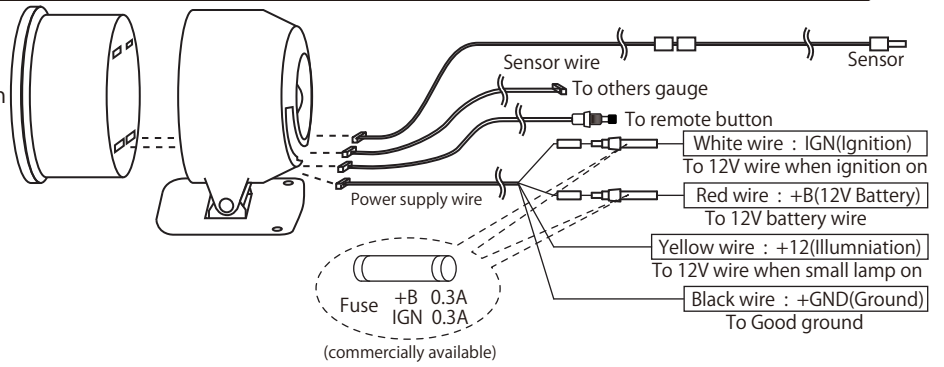 n
Sensor wire
Sensor
To others gauge
To remote button
White wire : IGN(Ignition)
To 12V wire when ignition on
Red wire : +B(12V Battery)
To 12V battery wire
Power supply wire
Yellow wire : +12(Illumniation)
To 12V wire when small lamp on
Black wire : +GND(Ground)
To Good ground
Fuse +B 0.3A
IGN 0.3A
(commercially available)